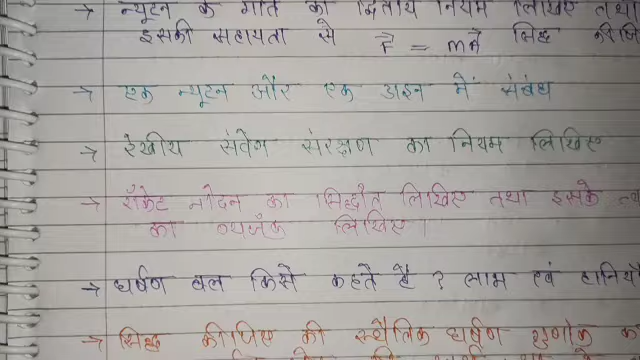 → न्यूटन के गति का द्वितीय नियम लिखिए तथा
इसकी सहायता से F⃗ = ma⃗ सिद्ध कीजि
→ एक न्यूटन और एक डाइन में संबंध
→ रेखीय संवेग संरक्षण का नियम लिखिए
→ रॉकेट नोदन का सिद्धांत लिखिए तथा इसके
का व्यंजक लिखिए।
→ घर्षण बल किसे कहते है ? लाभ एवं हानियाँ
→ सिद्ध कीजिए की स्थैतिक घर्षण गुणांक